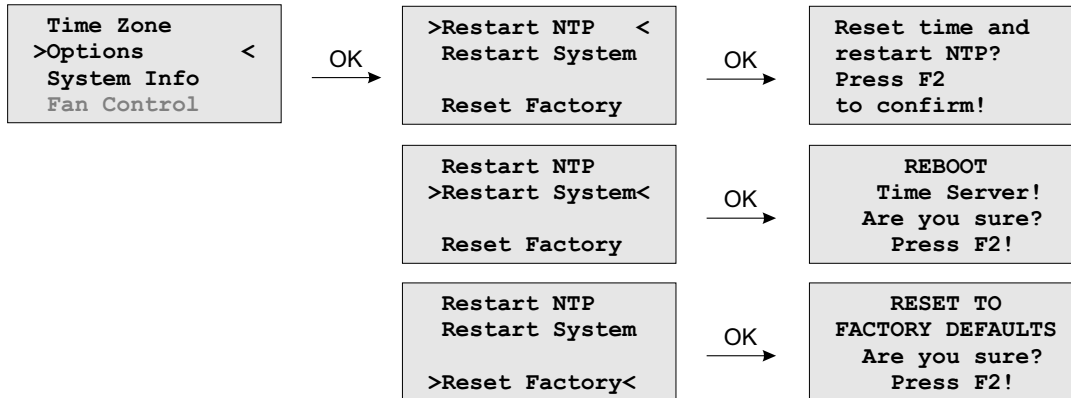 Time Zone
>Options <
System Info
Fan Control
OK
>Restart NTP <
Restart System
Reset Factory
OK
Reset time and
restart NTP?
Press F2
to confirm!
Restart NTP
>Restart System<
Reset Factory
OK
REBOOT
Time Server!
Are you sure?
Press F2!
Restart NTP
Restart System
>Reset Factory<
OK
RESET TO
FACTORY DEFAULTS
Are you sure?
Press F2!